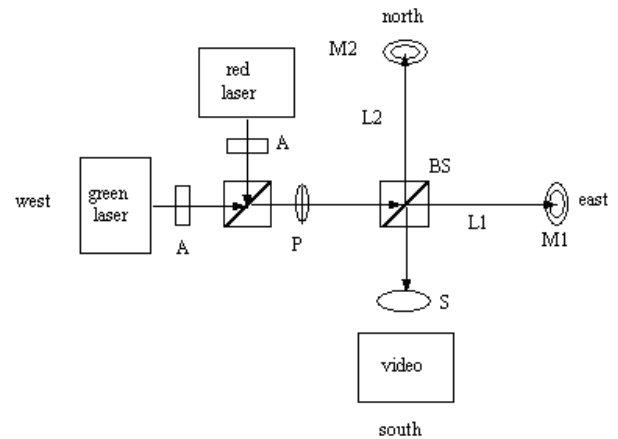 north
M2
red
laser
A
L2
BS
west
green
laser
A
P
L1
M1
east
S
video
south